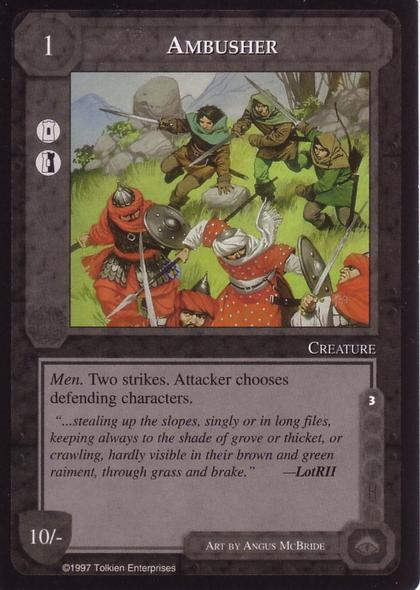 1
AMBUSHER
CREATURE
Men. Two strikes. Attacker chooses
defending characters.
3
“...stealing up the slopes, singly or in long files,
keeping always to the shade of grove or thicket, or
crawling, hardly visible in their brown and green
raiment, through grass and brake.” —LotRII
H
10/-
ART BY ANGUS MCBRIDE
©1997 Tolkien Enterprises